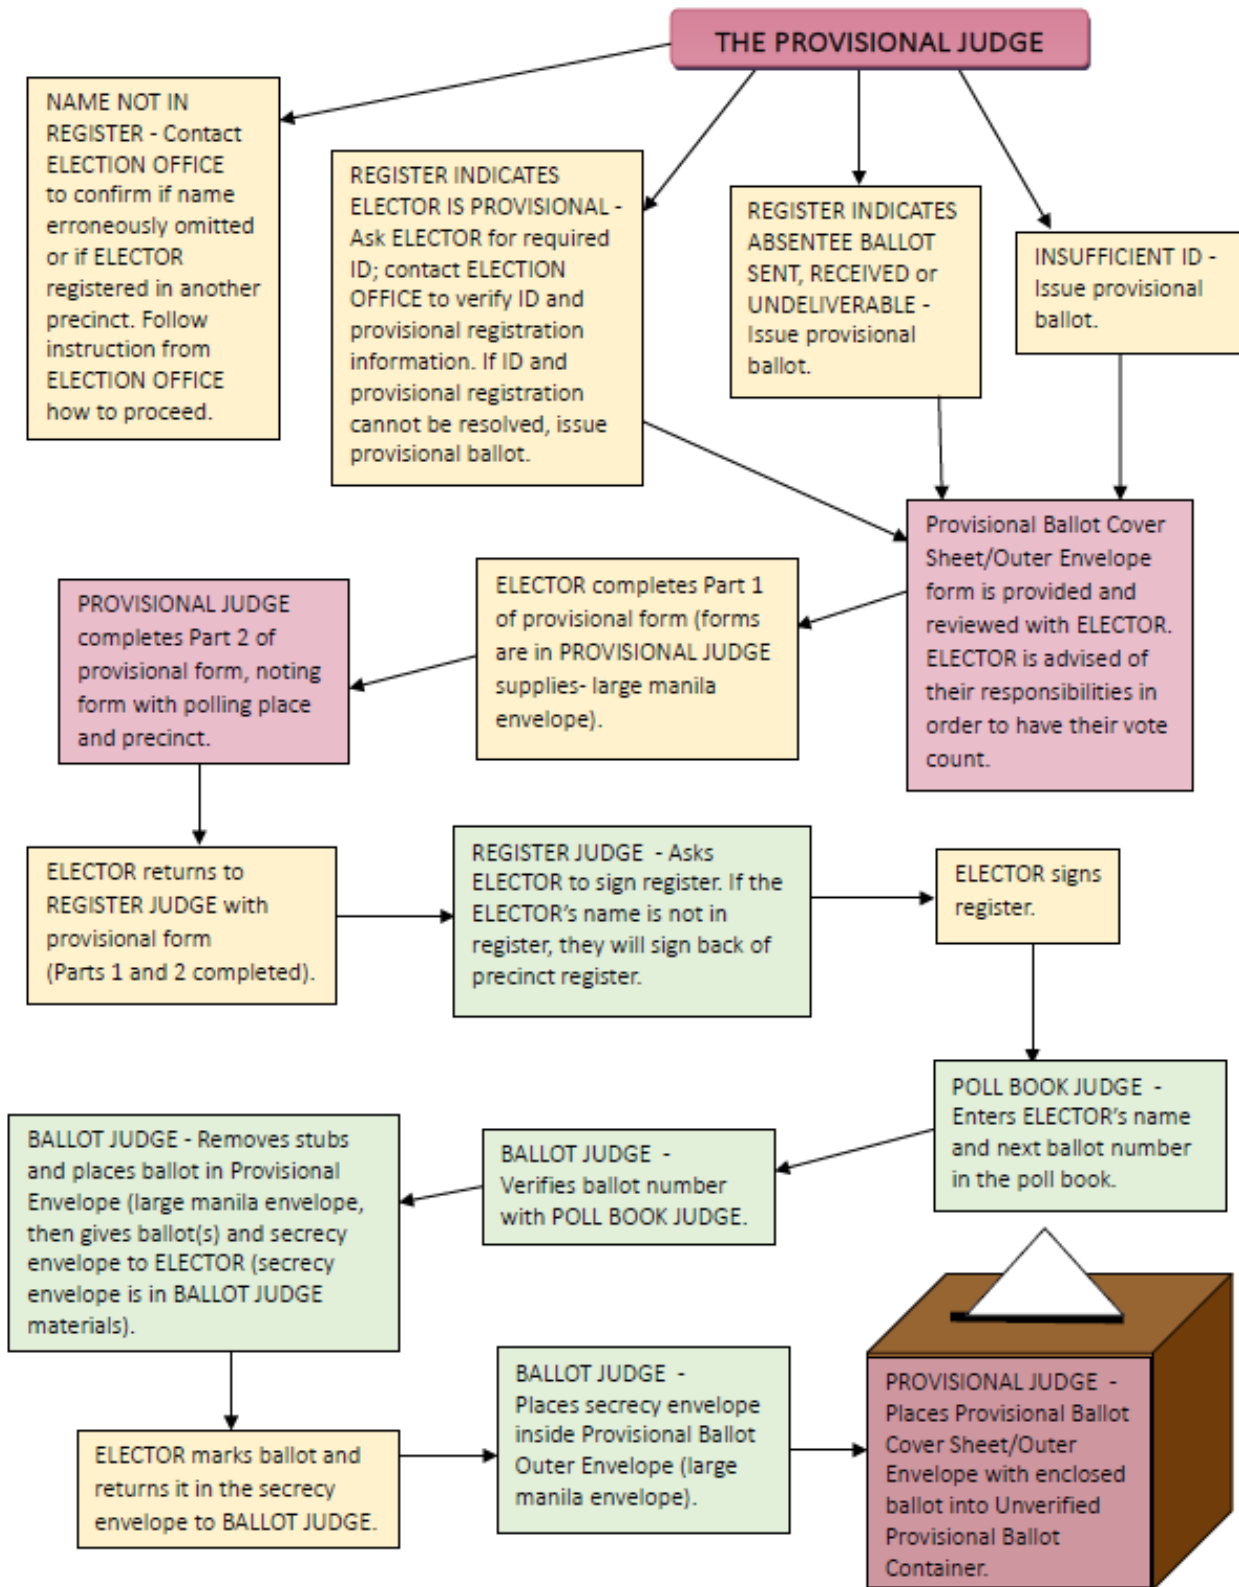 THE PROVISIONAL JUDGE
NAME NOT IN
REGISTER - Contact
ELECTION OFFICE
to confirm if name
erroneously omitted
or if ELECTOR
registered in another
precinct. Follow
instruction from
ELECTION OFFICE
how to proceed.
REGISTER INDICATES
ELECTOR IS PROVISIONAL -
Ask ELECTOR for required
ID; contact ELECTION
OFFICE to verify ID and
provisional registration
information. If ID and
provisional registration
cannot be resolved, issue
provisional ballot.
REGISTER INDICATES
ABSENTEE BALLOT
SENT, RECEIVED or
UNDELIVERABLE -
Issue provisional
ballot.
INSUFFICIENT ID -
Issue provisional
ballot.
Provisional Ballot Cover
Sheet/Outer Envelope
form is provided and
reviewed with ELECTOR.
ELECTOR is advised of
their responsibilities in
order to have their vote
count.
ELECTOR completes Part 1
of provisional form (forms
are in PROVISIONAL JUDGE
supplies- large manila
envelope).
PROVISIONAL JUDGE
completes Part 2 of
provisional form, noting
form with polling place
and precinct.
ELECTOR returns to
REGISTER JUDGE with
provisional form
(Parts 1 and 2 completed).
REGISTER JUDGE - Asks
ELECTOR to sign register. If the
ELECTOR's name is not in
register, they will sign back of
precinct register.
ELECTOR signs
register.
POLL BOOK JUDGE -
Enters ELECTOR's name
and next ballot number
in the poll book.
BALLOT JUDGE -
Verifies ballot number
with POLL BOOK JUDGE.
BALLOT JUDGE - Removes stubs
and places ballot in Provisional
Envelope (large manila envelope,
then gives ballot(s) and secrecy
envelope to ELECTOR (secrecy
envelope is in BALLOT JUDGE
materials).
ELECTOR marks ballot and
returns it in the secrecy
envelope to BALLOT JUDGE.
BALLOT JUDGE -
Places secrecy envelope
inside Provisional Ballot
Outer Envelope (large
manila envelope).
PROVISIONAL JUDGE -
Places Provisional Ballot
Cover Sheet/Outer
Envelope with enclosed
ballot into Unverified
Provisional Ballot
Container.